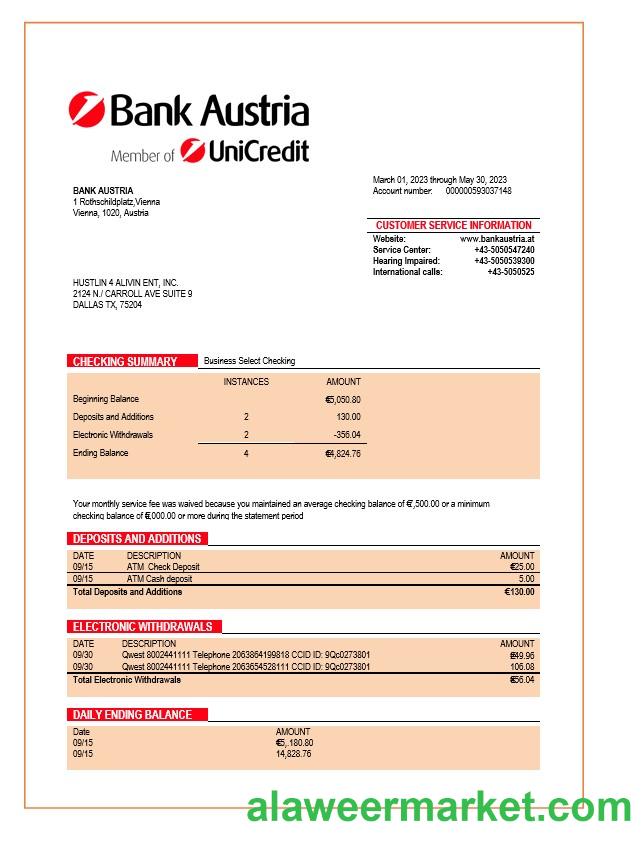 Bank Austria
Member of UniCredit
March 01, 2023 through May 30, 2023
Account number: 000000593037148
BANK AUSTRIA
1 Rothschildplatz,Vienna
Vienna, 1020, Austria
CUSTOMER SERVICE INFORMATION
Website: www.bankaustria.at
Service Center: +43-5050547240
Hearing Impaired: +43-5050539300
International calls: +43-5050525
HUSTLIN 4 ALIVIN ENT, INC.
2124 N./ CARROLL AVE SUITE 9
DALLAS TX, 75204
CHECKING SUMMARY Business Select Checking
INSTANCES AMOUNT
Beginning Balance €5,050.80
Deposits and Additions 2 130.00
Electronic Withdrawals 2 -356.04
Ending Balance 4 €4,824.76
Your monthly service fee was waived because you maintained an average checking balance of €7,500.00 or a minimum
checking balance of €,000.00 or more during the statement period
DEPOSITS AND ADDITIONS
DATE DESCRIPTION AMOUNT
09/15 ATM Check Deposit €25.00
09/15 ATM Cash deposit 5.00
Total Deposits and Additions €130.00
ELECTRONIC WITHDRAWALS
DATE DESCRIPTION AMOUNT
09/30 Qwest 8002441111 Telephone 2063864199818 CCID ID: 9Qc0273801 €49.96
09/30 Qwest 8002441111 Telephone 2063654528111 CCID ID: 9Qc0273801 106.08
Total Electronic Withdrawals €56.04
DAILY ENDING BALANCE
Date AMOUNT
09/15 €5,.180.80
09/15 14,828.76
alaweermarket.com